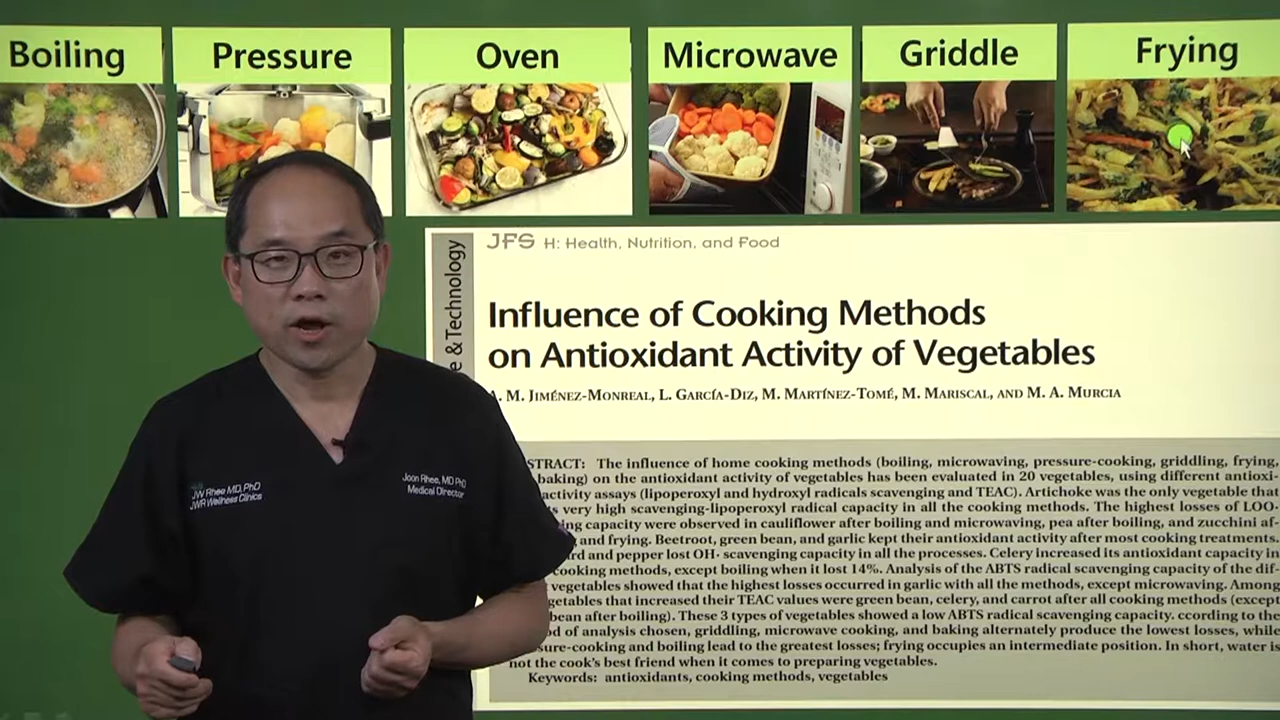 Boiling
Pressure
Oven
Microwave
Griddle
Frying
JFS H: Health, Nutrition, and Food
e & Technology
Influence of Cooking Methods
on Antioxidant Activity of Vegetables
A. M. JIMÉNEZ-MONREAL, L. GARCÍA-DIZ, M. MARTÍNEZ-TOMÉ, M. MARISCAL, AND M. A. MURCIA
STRACT: The influence of home cooking methods (boiling, microwaving, pressure-cooking, griddling, frying,
baking) on the antioxidant activity of vegetables has been evaluated in 20 vegetables, using different antioxi-
activity assays (lipoperoxyl and hydroxyl radicals scavenging and TEAC). Artichoke was the only vegetable that
s very high scavenging-lipoperoxyl radical capacity in all the cooking methods. The highest losses of LOO·
ing capacity were observed in cauliflower after boiling and microwaving, pea after boiling, and zucchini af-
and frying. Beetroot, green bean, and garlic kept their antioxidant activity after most cooking treatments.
rd and pepper lost OH· scavenging capacity in all the processes. Celery increased its antioxidant capacity in
cooking methods, except boiling when it lost 14%. Analysis of the ABTS radical scavenging capacity of the dif-
vegetables showed that the highest losses occurred in garlic with all the methods, except microwaving. Among
getables that increased their TEAC values were green bean, celery, and carrot after all cooking methods (except
bean after boiling). These 3 types of vegetables showed a low ABTS radical scavenging capacity. ccording to the
od of analysis chosen, griddling, microwave cooking, and baking alternately produce the lowest losses, while
sure-cooking and boiling lead to the greatest losses; frying occupies an intermediate position. In short, water is
not the cook's best friend when it comes to preparing vegetables.
Keywords: antioxidants, cooking methods, vegetables
JW Rhee MD, PhD
JWR Wellness Clinics
Joon Rhee, MD PhD
Medical Director